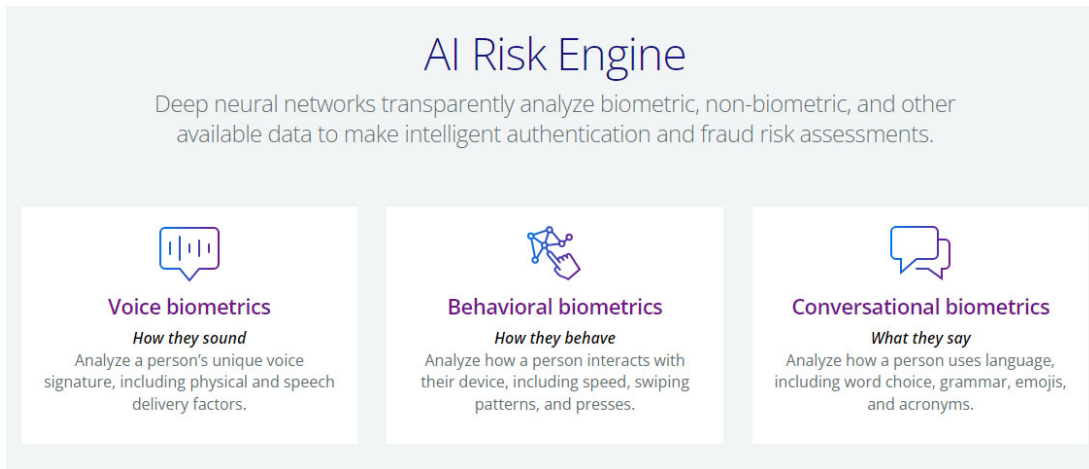 AI Risk Engine
Deep neural networks transparently analyze biometric, non-biometric, and other
available data to make intelligent authentication and fraud risk assessments.
Voice biometrics
How they sound
Analyze a person’s unique voice
signature, including physical and speech
delivery factors.
Behavioral biometrics
How they behave
Analyze how a person interacts with
their device, including speed, swiping
patterns, and presses.
Conversational biometrics
What they say
Analyze how a person uses language,
including word choice, grammar, emojis,
and acronyms.